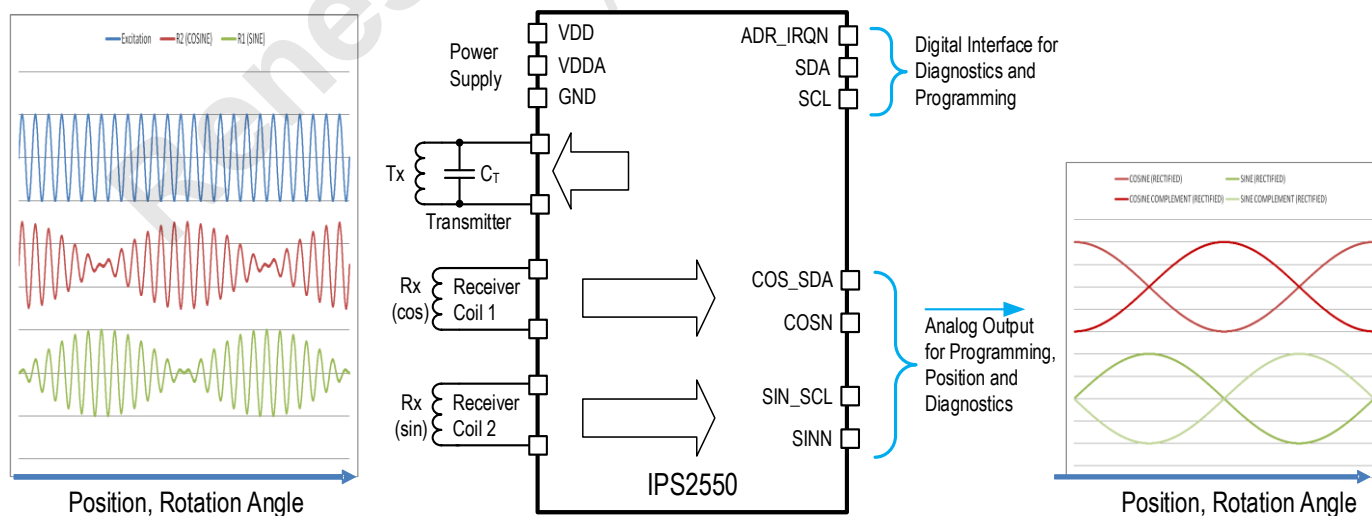 Excitation R2 (COSINE) R1 (SINE)
Position, Rotation Angle
Power
Supply
VDD
VDDA
GND
Tx
CT
Transmitter
Rx
(cos)
Receiver
Coil 1
Rx
(sin)
Receiver
Coil 2
ADR_IRQN
SDA
SCL
COS_SDA
COSN
SIN_SCL
SINN
IPS2550
Digital Interface for
Diagnostics and
Programming
Analog Output
for Programming,
Position and
Diagnostics
COSINE (RECTIFIED) SINE (RECTIFIED)
COSINE COMPLEMENT (RECTIFIED) SINE COMPLEMENT (RECTIFIED)
Position, Rotation Angle